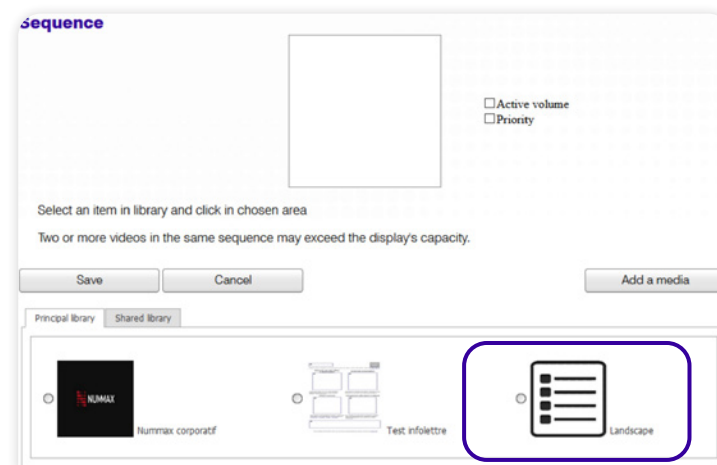 Sequence
Active volume
Priority
Select an item in library and click in chosen area
Two or more videos in the same sequence may exceed the display's capacity.
Save Cancel Add a media
Principal library Shared library
NUMMAX
Nummax corporatif Test infolettre Landscape